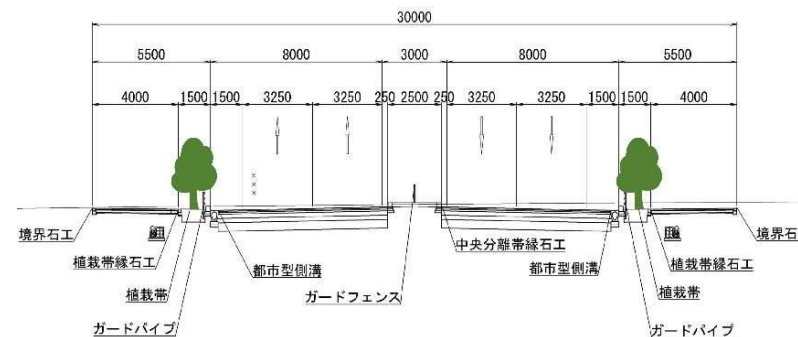 30000
5500 8000 3000 8000 5500
4000 1500 1500 3250 3250 250 2500 250 3250 3250 1500 1500 4000
境界石工 中央分離帯縁石工 境界石
植栽帯縁石工 都市型側溝 都市型側溝 植栽帯縁石工
植栽帯 ガードフェンス 植栽帯
ガードパイプ ガードパイプ